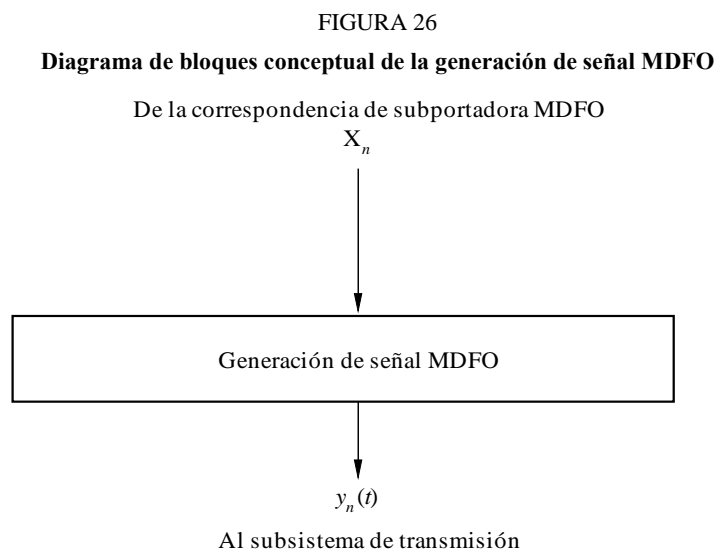 FIGURA 26
Diagrama de bloques conceptual de la generación de señal MDFO
De la correspondencia de subportadora MDFO
Xn
Generación de señal MDFO
yn(t)
Al subsistema de transmisión